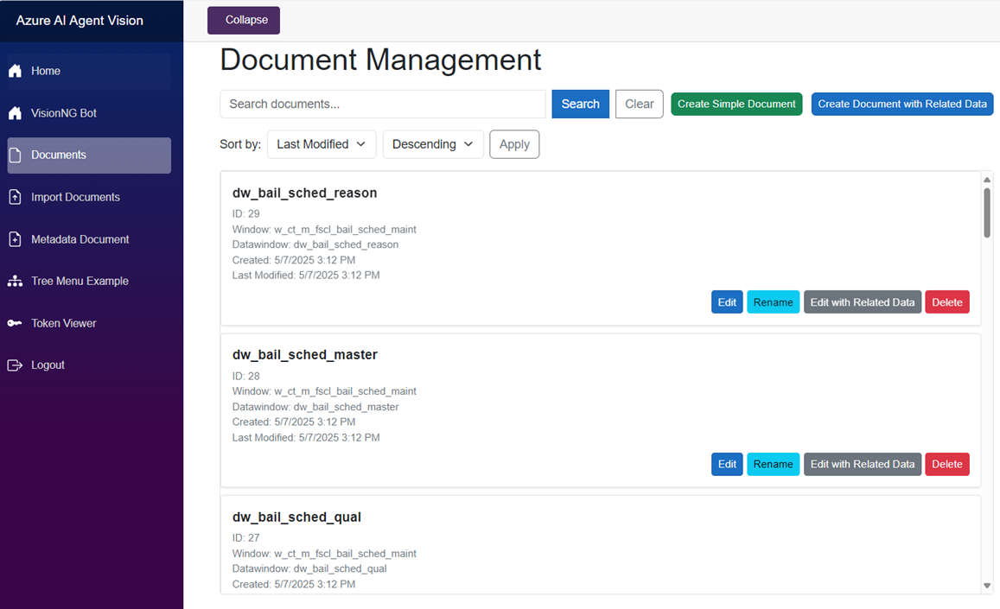 Azure AI Agent Vision
Collapse
Home
VisionNG Bot
Documents
Import Documents
Metadata Document
Tree Menu Example
Token Viewer
Logout
Document Management
Search documents... Search Clear Create Simple Document Create Document with Related Data
Sort by: Last Modified Descending Apply
dw_bail_sched_reason
ID: 29
Window: w_ct_m_fscl_bail_sched_maint
Datawindow: dw_bail_sched_reason
Created: 5/7/2025 3:12 PM
Last Modified: 5/7/2025 3:12 PM
Edit Rename Edit with Related Data Delete
dw_bail_sched_master
ID: 28
Window: w_ct_m_fscl_bail_sched_maint
Datawindow: dw_bail_sched_master
Created: 5/7/2025 3:12 PM
Last Modified: 5/7/2025 3:12 PM
Edit Rename Edit with Related Data Delete
dw_bail_sched_qual
ID: 27
Window: w_ct_m_fscl_bail_sched_maint
Datawindow: dw_bail_sched_qual
Created: 5/7/2025 3:12 PM